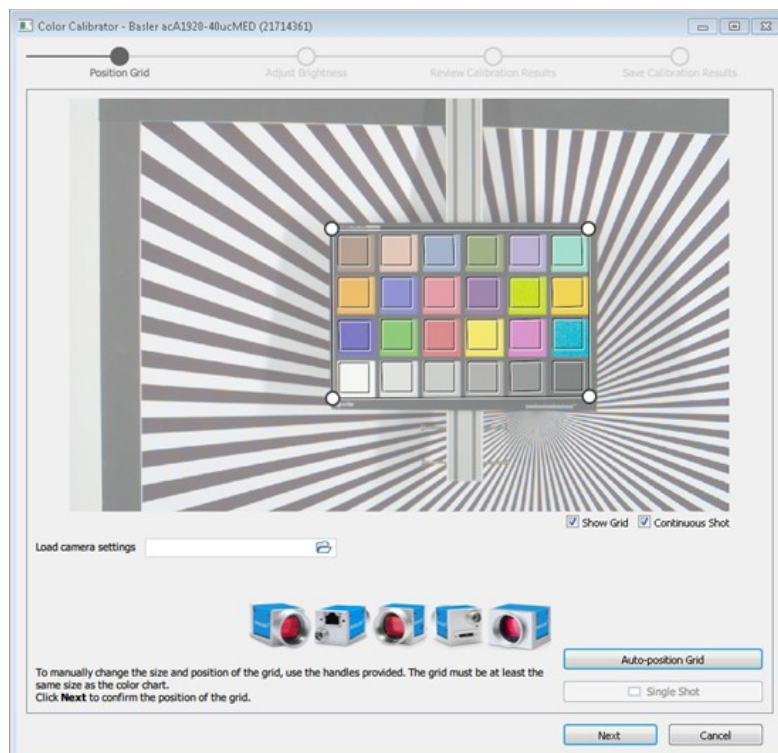 Color Calibrator - Basler acA1920-40ucMED (21714361)
Position Grid
Adjust Brightness
Review Calibration Results
Save Calibration Results
Show Grid
Continuous Shot
Load camera settings
To manually change the size and position of the grid, use the handles provided. The grid must be at least the
same size as the color chart.
Click Next to confirm the position of the grid.
Auto-position Grid
Single Shot
Next
Cancel